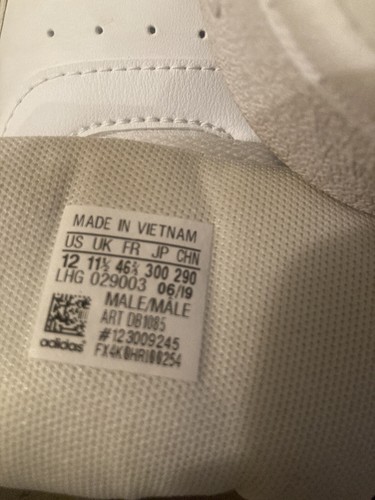 MADE IN VIETNAM
US UK FR JP CHN
12 11½ 46⅔ 300 290
LHG 029003 06/19
MALE/MÂLE
ART DB1085
#123009245
adidas FX4K0HRI00254